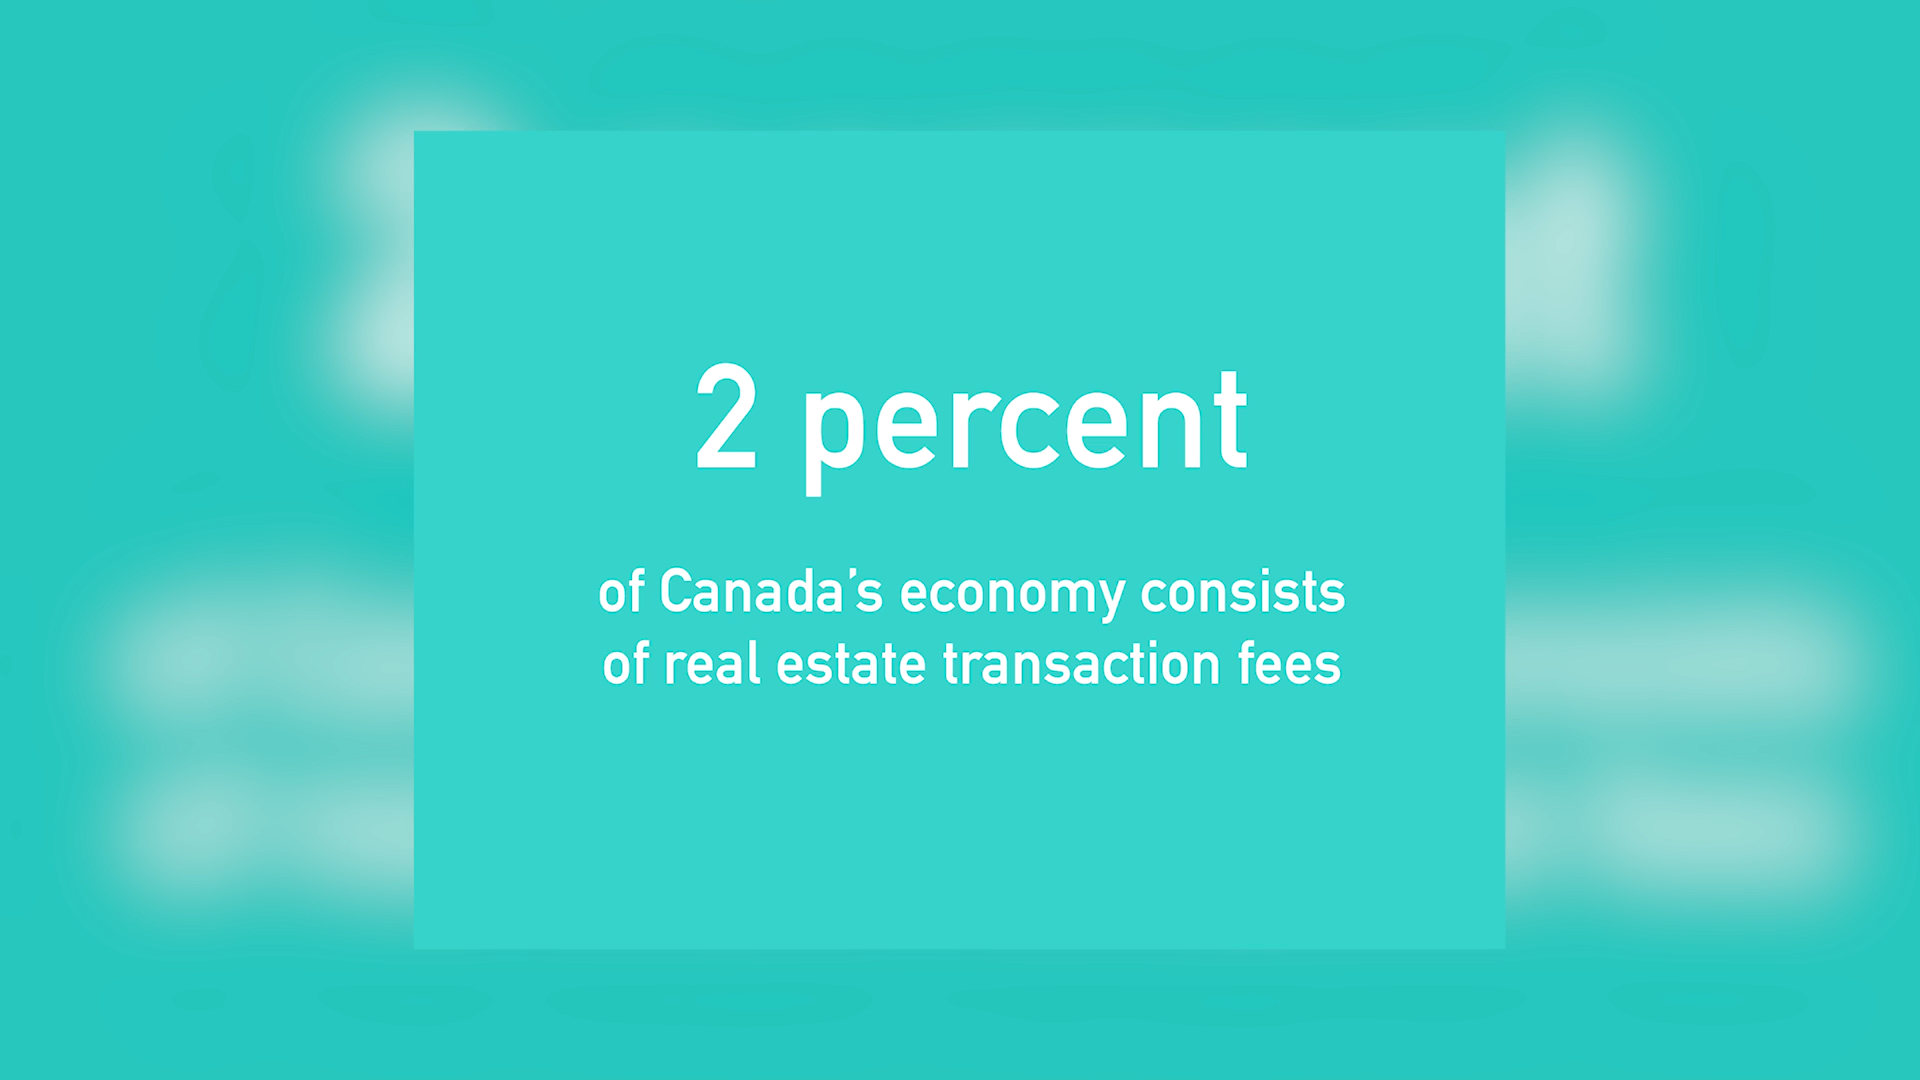 2 percent
of Canada’s economy consists
of real estate transaction fees